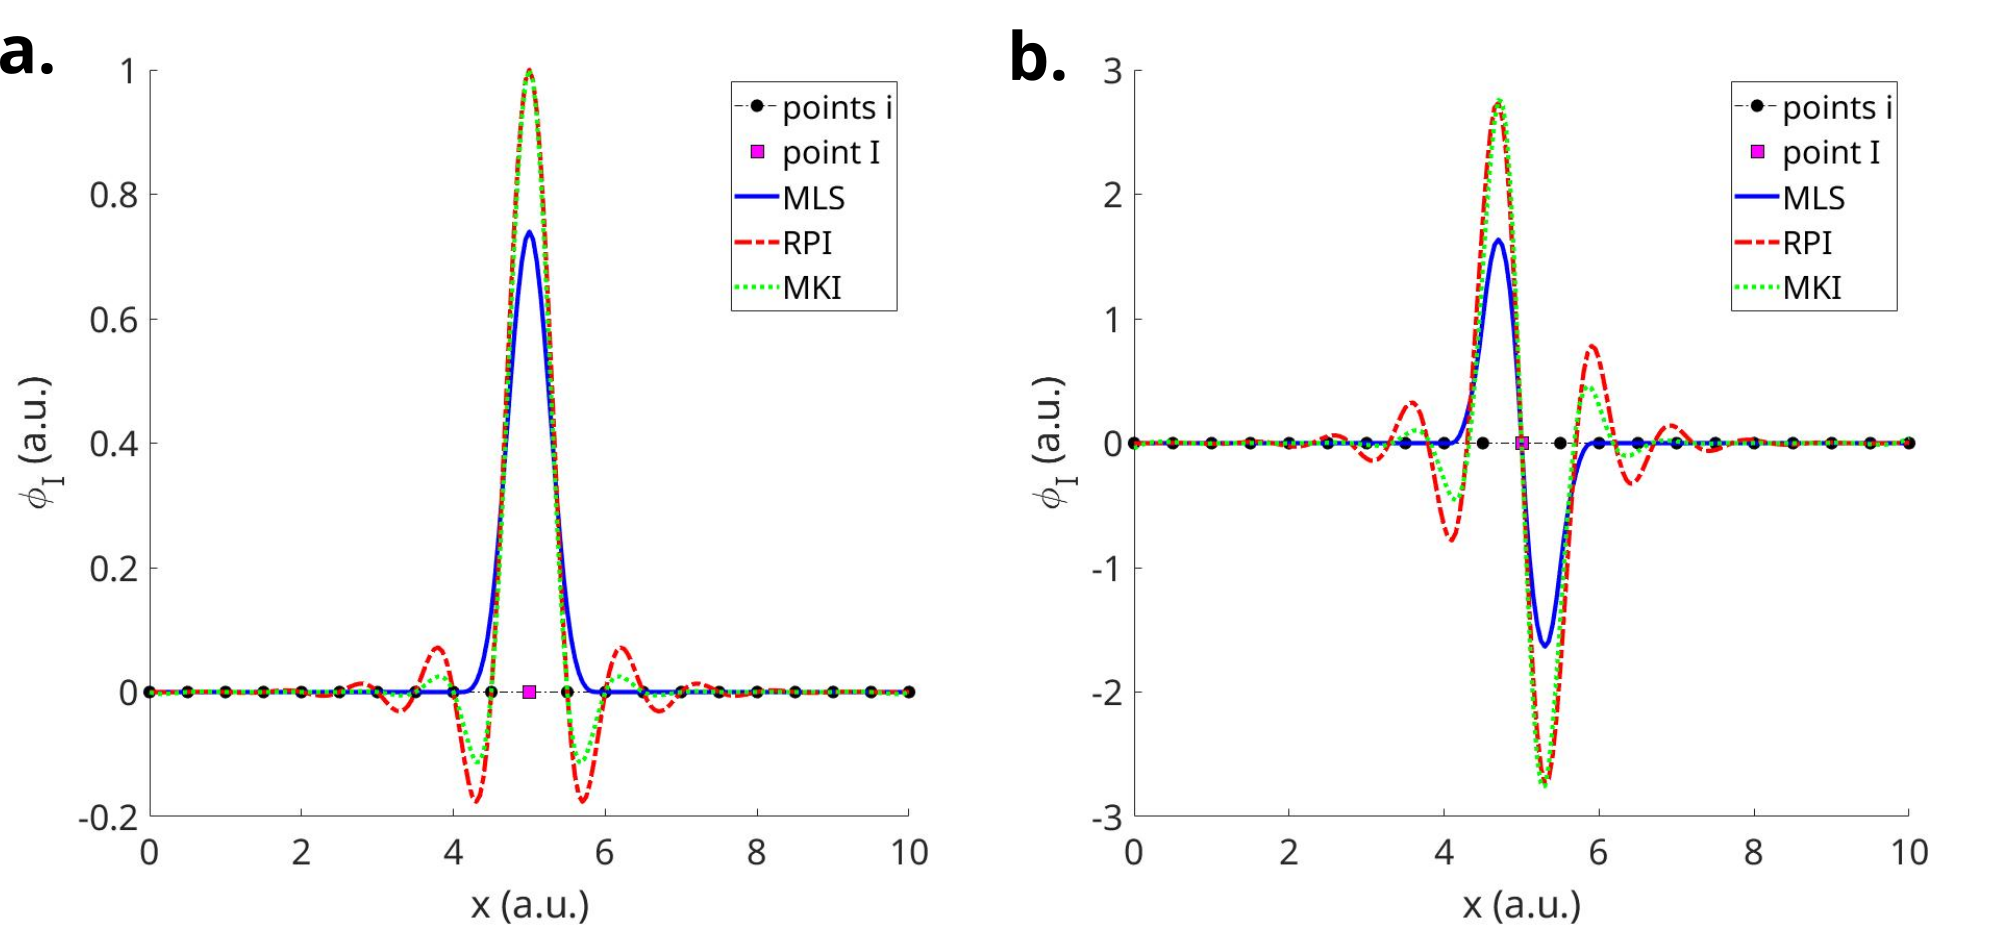 a.
1
0.8
0.6
0.4
0.2
0
-0.2
0 2 4 6 8 10
x (a.u.)
ϕI (a.u.)
points i
point I
MLS
RPI
MKI
b.
3
2
1
0
-1
-2
-3
0 2 4 6 8 10
x (a.u.)
ϕI (a.u.)
points i
point I
MLS
RPI
MKI